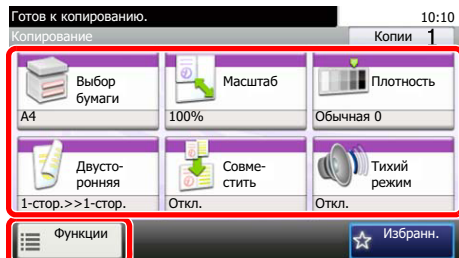 Готов к копированию. 10:10
Копирование Копии 1
Выбор
бумаги
A4
Масштаб
100%
Плотность
Обычная 0
Двусто-
ронняя
1-стор.>>1-стор.
Совме-
стить
Откл.
Тихий
режим
Откл.
Функции
Избранн.